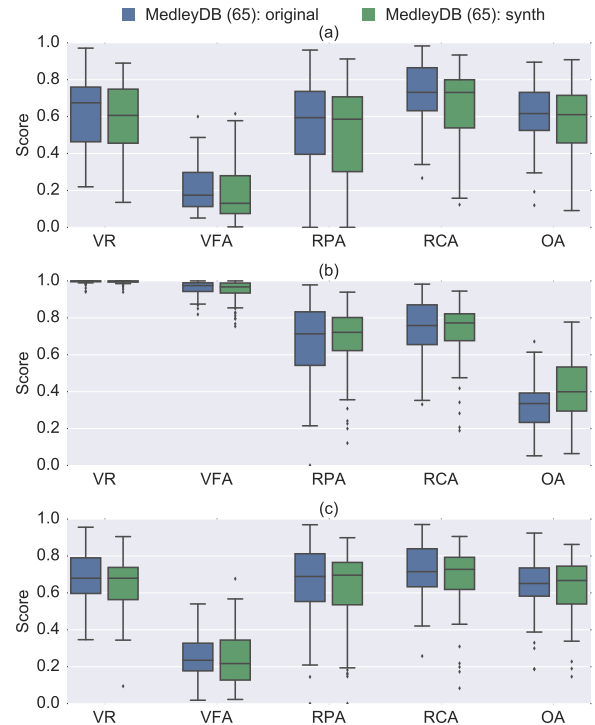 MedleyDB (65): original MedleyDB (65): synth
(a)
1.0
0.8
0.6
0.4
0.2
0.0
Score
VR VFA RPA RCA OA
(b)
1.0
0.8
0.6
0.4
0.2
0.0
Score
VR VFA RPA RCA OA
(c)
1.0
0.8
0.6
0.4
0.2
0.0
Score
VR VFA RPA RCA OA